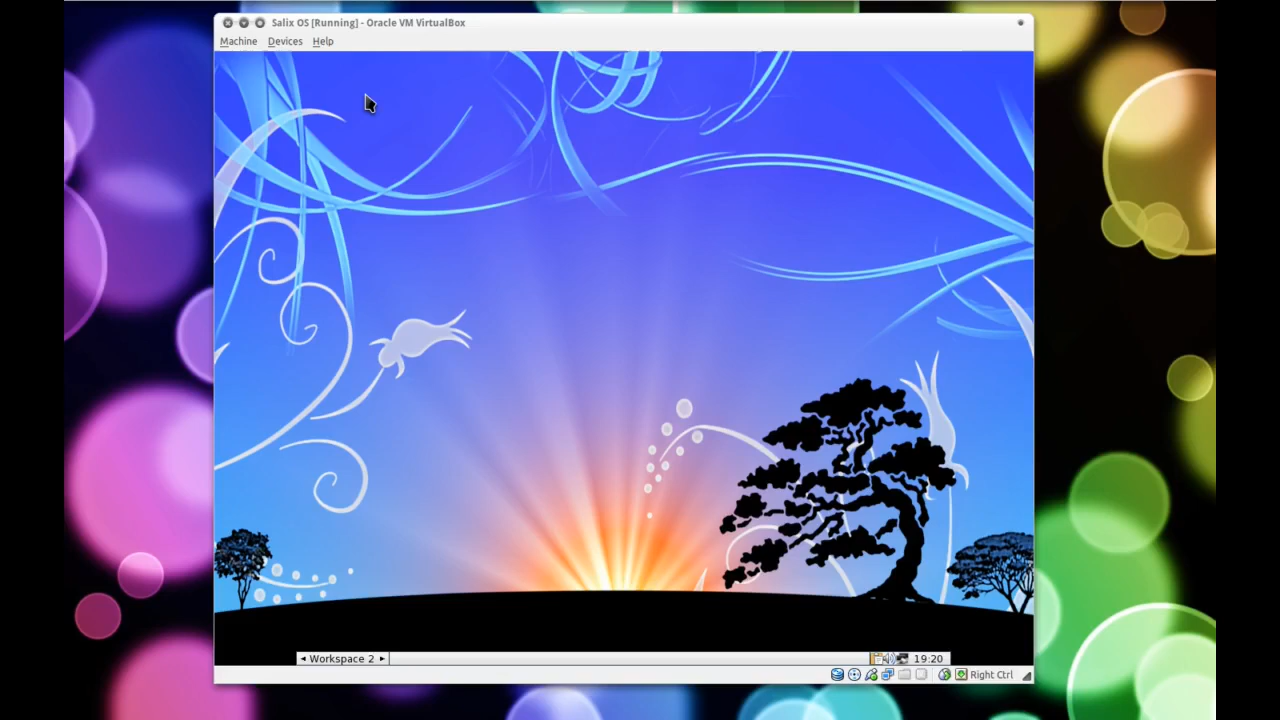 Salix OS [Running] - Oracle VM VirtualBox
Machine Devices Help
Workspace 2 19:20
Right Ctrl